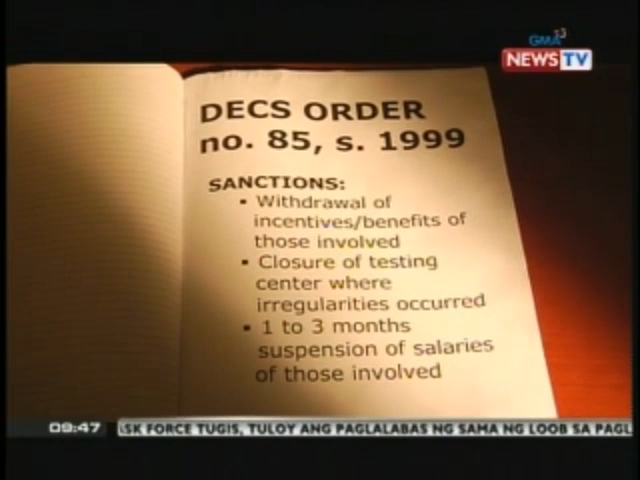 GMA
NEWS TV
DECS ORDER
no. 85, s. 1999
SANCTIONS:
▪ Withdrawal of
incentives/benefits of
those involved
▪ Closure of testing
center where
irregularities occurred
▪ 1 to 3 months
suspension of salaries
of those involved
09:47
ASK FORCE TUGIS, TULOY ANG PAGLALABAS NG SAMA NG LOOB SA PAGL